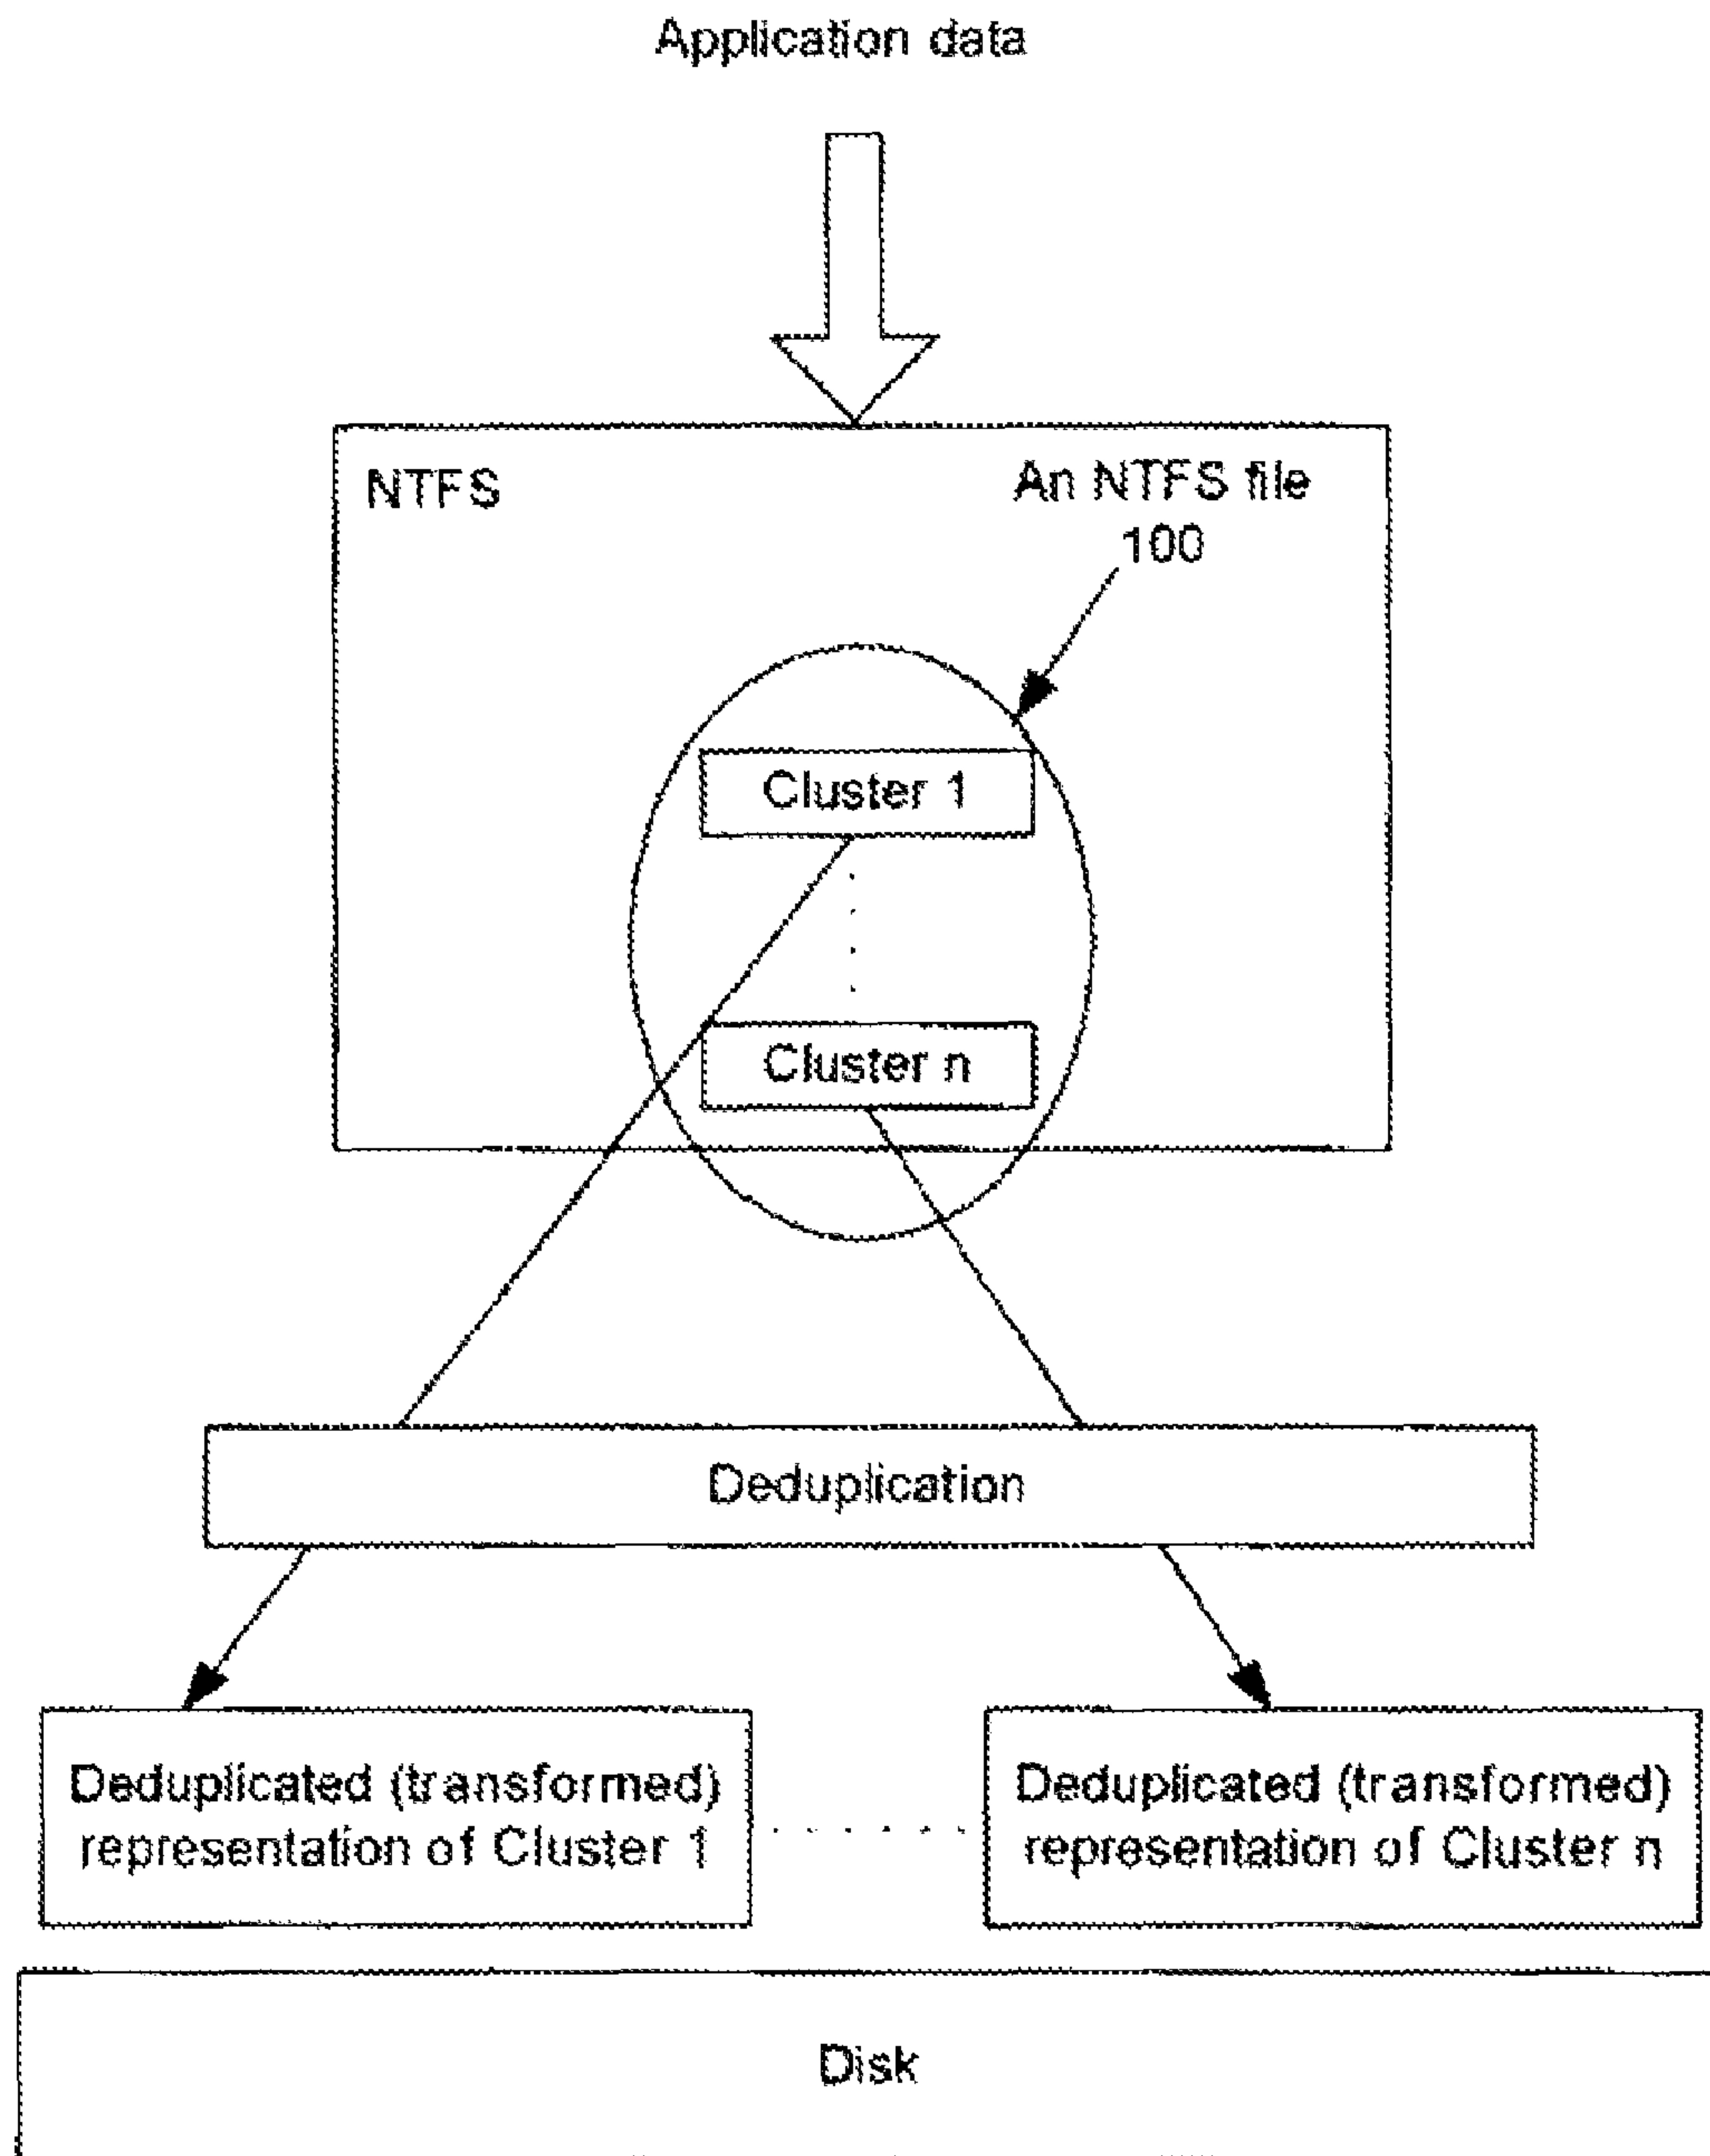 Application data
NTFS
An NTFS file
100
Cluster 1
Cluster n
Deduplication
Deduplicated (transformed)
representation of Cluster 1
Deduplicated (transformed)
representation of Cluster n
Disk